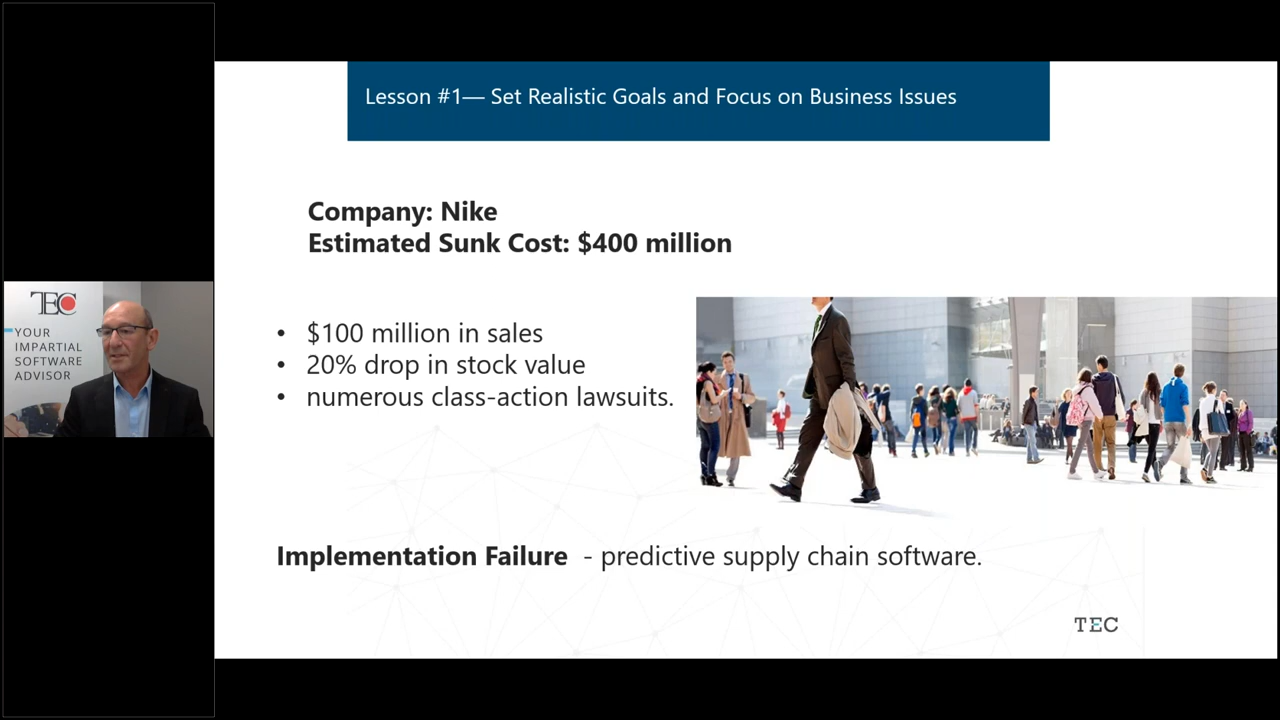 Lesson #1— Set Realistic Goals and Focus on Business Issues
Company: Nike
Estimated Sunk Cost: $400 million
• $100 million in sales
• 20% drop in stock value
• numerous class-action lawsuits.
Implementation Failure - predictive supply chain software.
TEC
TEC
YOUR
IMPARTIAL
SOFTWARE
ADVISOR